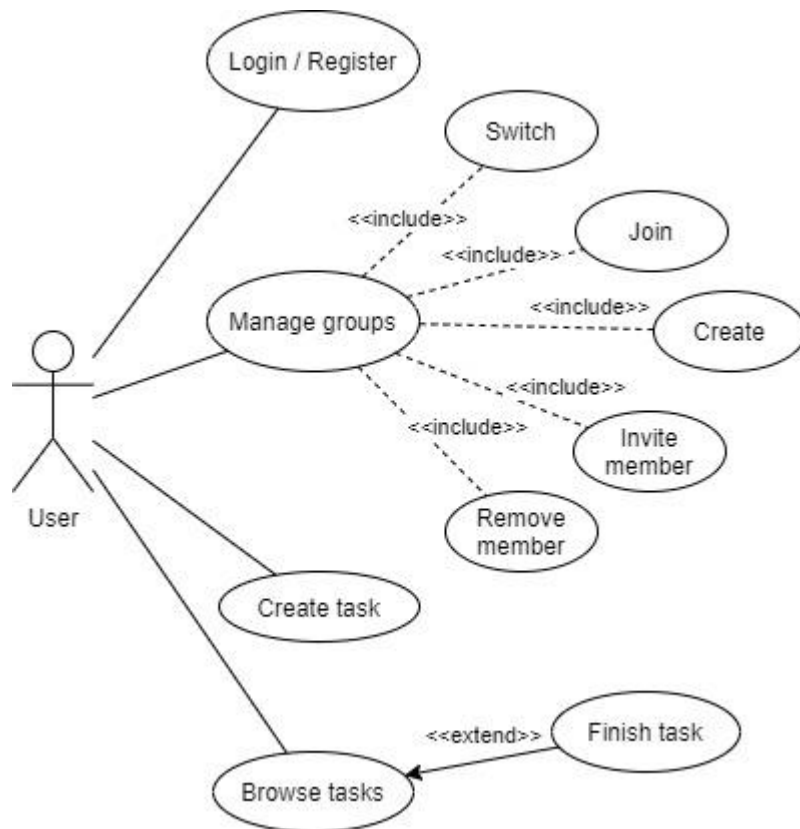 Login / Register
Switch
<<include>>
Join
<<include>>
Manage groups
<<include>>
Create
<<include>>
Invite
member
<<include>>
Remove
member
User
Create task
<<extend>>
Finish task
Browse tasks